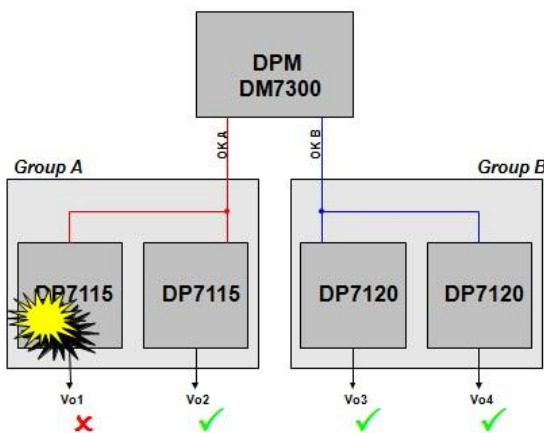 DPM
DM7300
OK A
OK B
Group A
Group B
DP7115
DP7115
DP7120
DP7120
Vo1
Vo2
Vo3
Vo4